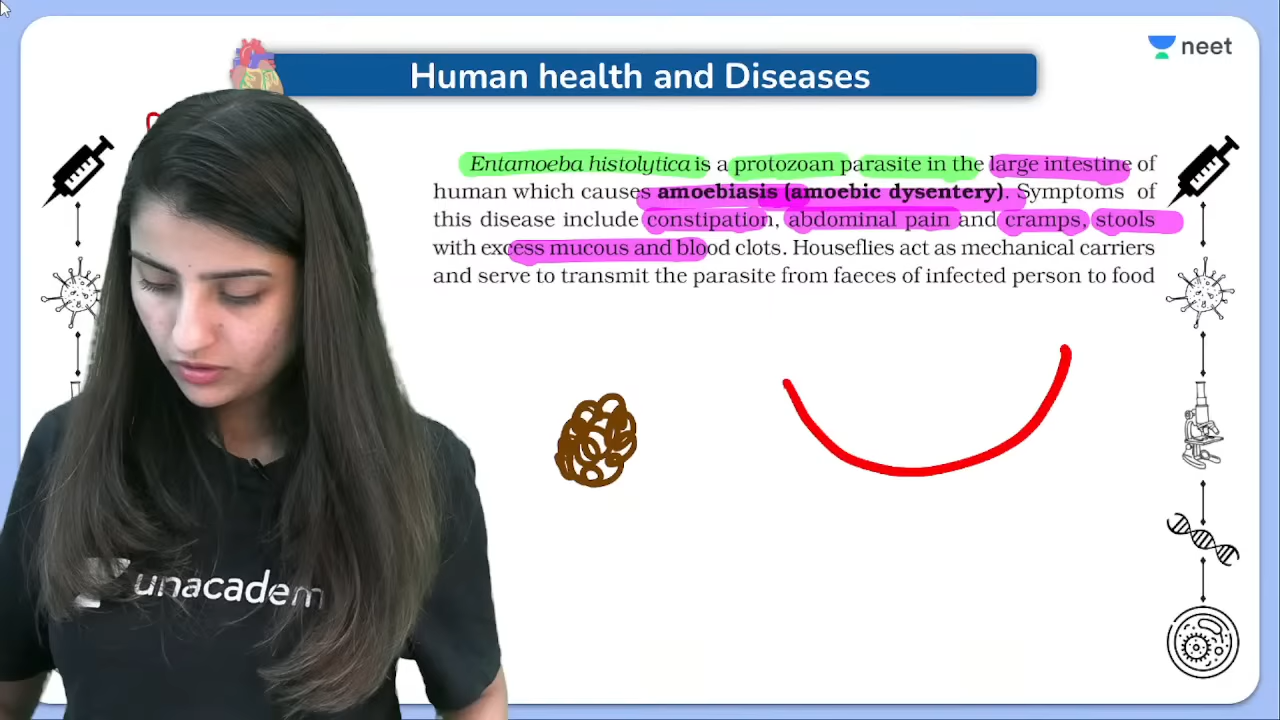 neet
Human health and Diseases
Entamoeba histolytica is a protozoan parasite in the large intestine of
human which causes amoebiasis (amoebic dysentery). Symptoms of
this disease include constipation, abdominal pain and cramps, stools
with excess mucous and blood clots. Houseflies act as mechanical carriers
and serve to transmit the parasite from faeces of infected person to food
unacadem